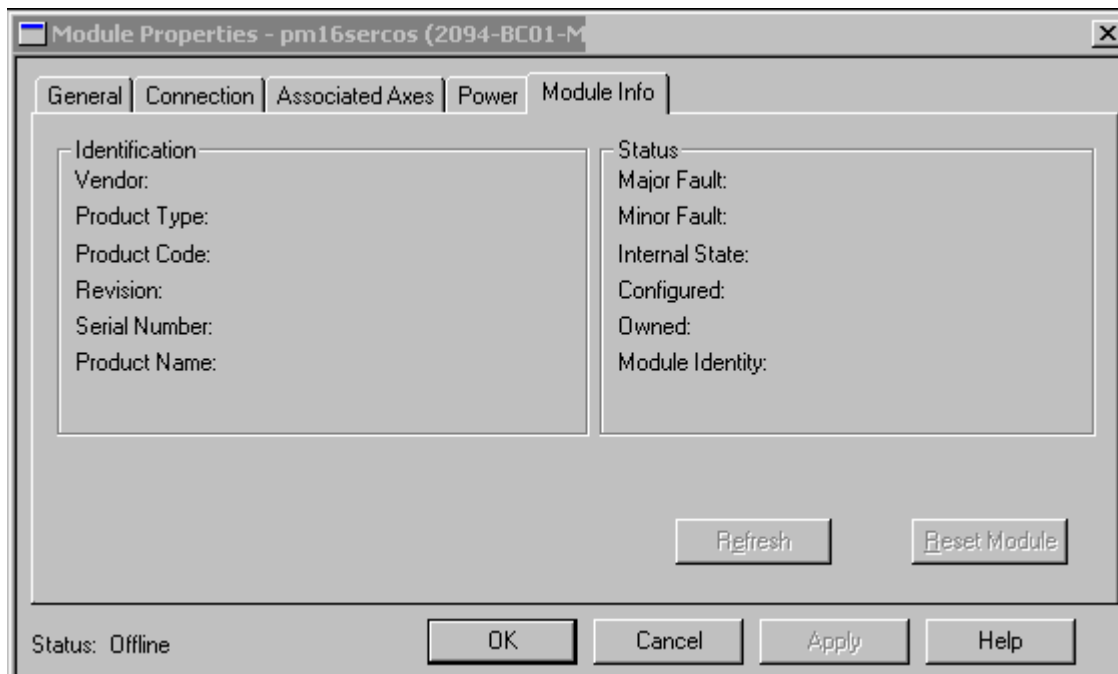 Module Properties - pm16sercos (2094-BC01-M
General Connection Associated Axes Power Module Info
Identification
Vendor:
Product Type:
Product Code:
Revision:
Serial Number:
Product Name:
Status
Major Fault:
Minor Fault:
Internal State:
Configured:
Owned:
Module Identity:
Refresh Reset Module
Status: Offline OK Cancel Apply Help